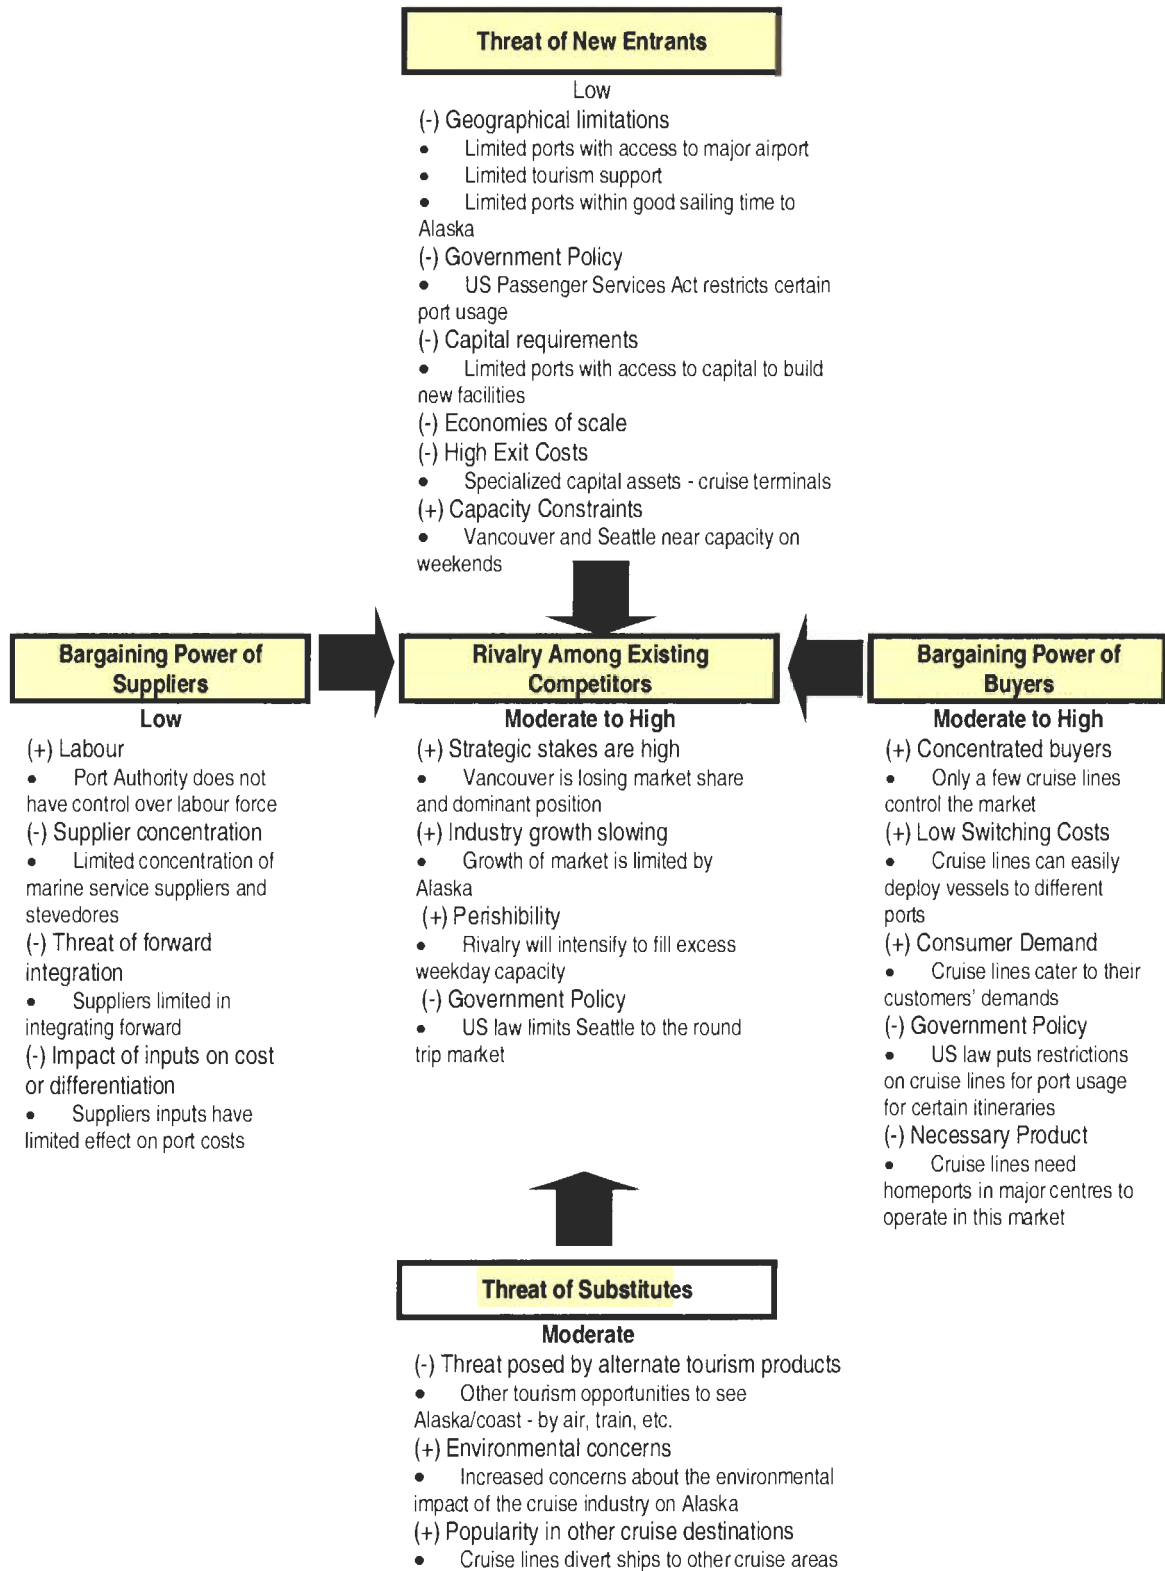 Threat of New Entrants
Low
(-) Geographical limitations
• Limited ports with access to major airport
• Limited tourism support
• Limited ports within good sailing time to
Alaska
(-) Government Policy
• US Passenger Services Act restricts certain
port usage
(-) Capital requirements
• Limited ports with access to capital to build
new facilities
(-) Economies of scale
(-) High Exit Costs
• Specialized capital assets - cruise terminals
(+) Capacity Constraints
• Vancouver and Seattle near capacity on
weekends
Bargaining Power of
Suppliers
Low
(+) Labour
• Port Authority does not
have control over labour force
(-) Supplier concentration
• Limited concentration of
marine service suppliers and
stevedores
(-) Threat of forward
integration
• Suppliers limited in
integrating forward
(-) Impact of inputs on cost
or differentiation
• Suppliers inputs have
limited effect on port costs
Rivalry Among Existing
Competitors
Moderate to High
(+) Strategic stakes are high
• Vancouver is losing market share
and dominant position
(+) Industry growth slowing
• Growth of market is limited by
Alaska
(+) Perishibility
• Rivalry will intensify to fill excess
weekday capacity
(-) Government Policy
• US law limits Seattle to the round
trip market
Bargaining Power of
Buyers
Moderate to High
(+) Concentrated buyers
• Only a few cruise lines
control the market
(+) Low Switching Costs
• Cruise lines can easily
deploy vessels to different
ports
(+) Consumer Demand
• Cruise lines cater to their
customers' demands
(-) Government Policy
• US law puts restrictions
on cruise lines for port usage
for certain itineraries
(-) Necessary Product
• Cruise lines need
homeports in major centres to
operate in this market
Threat of Substitutes
Moderate
(-) Threat posed by alternate tourism products
• Other tourism opportunities to see
Alaska/coast - by air, train, etc.
(+) Environmental concerns
• Increased concerns about the environmental
impact of the cruise industry on Alaska
(+) Popularity in other cruise destinations
• Cruise lines divert ships to other cruise areas